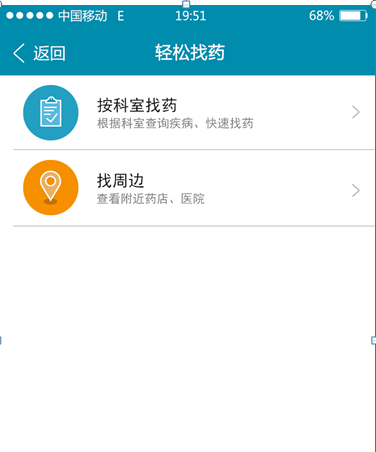 中国移动 E 19:51 68%
返回 轻松找药
按科室找药
根据科室查询疾病、快速找药
找周边
查看附近药店、医院